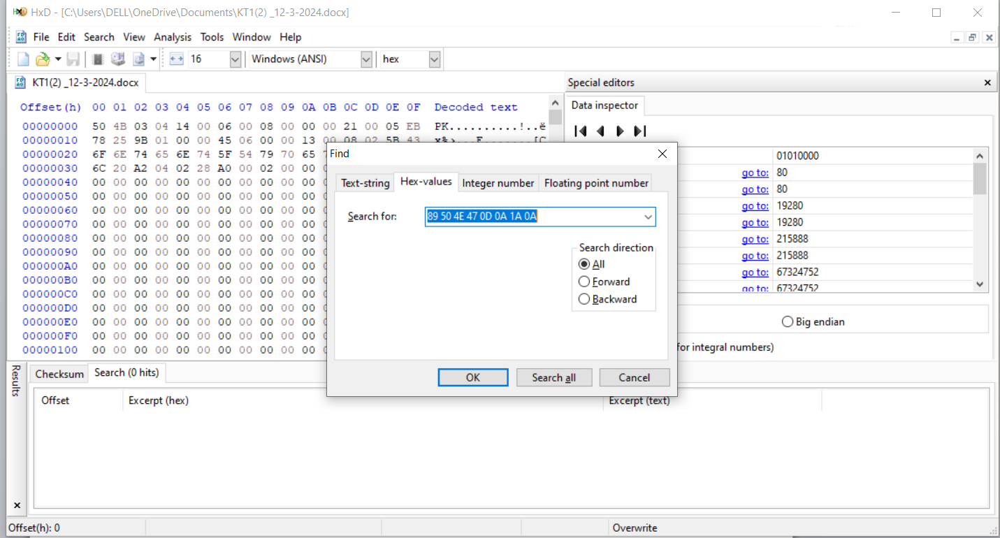 HxD - [C:\Users\DELL\OneDrive\Documents\KT1(2) _12-3-2024.docx]
File Edit Search View Analysis Tools Window Help
16 Windows (ANSI) hex
KT1(2) _12-3-2024.docx
Special editors
Offset(h) 00 01 02 03 04 05 06 07 08 09 0A 0B 0C 0D 0E 0F Decoded text
Data inspector
00000000 50 4B 03 04 14 00 06 00 08 00 00 00 21 00 05 EB PK..........!..ë
00000010 78 25 9B 01 00 00 45 06 00 00 13 00 08 02 5B 43 x%›...E.......[C
00000020 6F 6E 74 65 6E 74 5F 54 79 70 65
00000030 6C 20 A2 04 02 28 A0 00 02 00 00
00000040 00 00 00 00 00 00 00 00 00 00 00
00000050 00 00 00 00 00 00 00 00 00 00 00
00000060 00 00 00 00 00 00 00 00 00 00 00
00000070 00 00 00 00 00 00 00 00 00 00 00
00000080 00 00 00 00 00 00 00 00 00 00 00
00000090 00 00 00 00 00 00 00 00 00 00 00
000000A0 00 00 00 00 00 00 00 00 00 00 00
000000B0 00 00 00 00 00 00 00 00 00 00 00
000000C0 00 00 00 00 00 00 00 00 00 00 00
000000D0 00 00 00 00 00 00 00 00 00 00 00
000000E0 00 00 00 00 00 00 00 00 00 00 00
000000F0 00 00 00 00 00 00 00 00 00 00 00
00000100 00 00 00 00 00 00 00 00 00 00 00
Find
Text-string Hex-values Integer number Floating point number
Search for: 89 50 4E 47 0D 0A 1A 0A
Search direction
All
Forward
Backward
OK Search all Cancel
01010000
go to: 80
go to: 80
go to: 19280
go to: 19280
go to: 215888
go to: 215888
go to: 67324752
go to: 67324752
Big endian
for integral numbers)
Results
Checksum Search (0 hits)
Offset Excerpt (hex) Excerpt (text)
Offset(h): 0 Overwrite